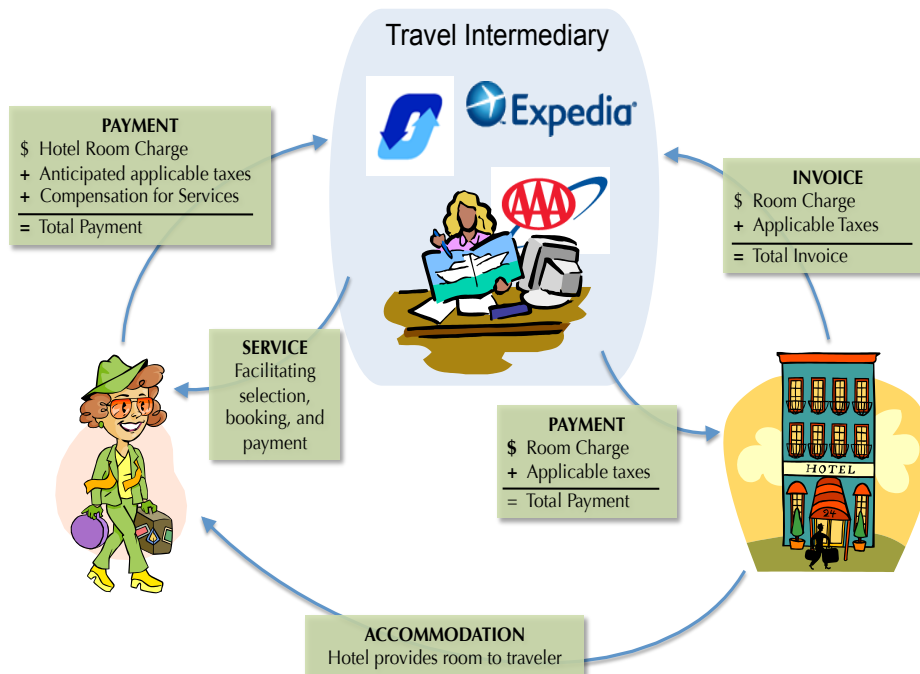 Travel Intermediary
Expedia®
AAA
PAYMENT
$ Hotel Room Charge
+ Anticipated applicable taxes
+ Compensation for Services
= Total Payment
INVOICE
$ Room Charge
+ Applicable Taxes
= Total Invoice
SERVICE
Facilitating
selection,
booking, and
payment
PAYMENT
$ Room Charge
+ Applicable taxes
= Total Payment
HOTEL
24
ACCOMMODATION
Hotel provides room to traveler